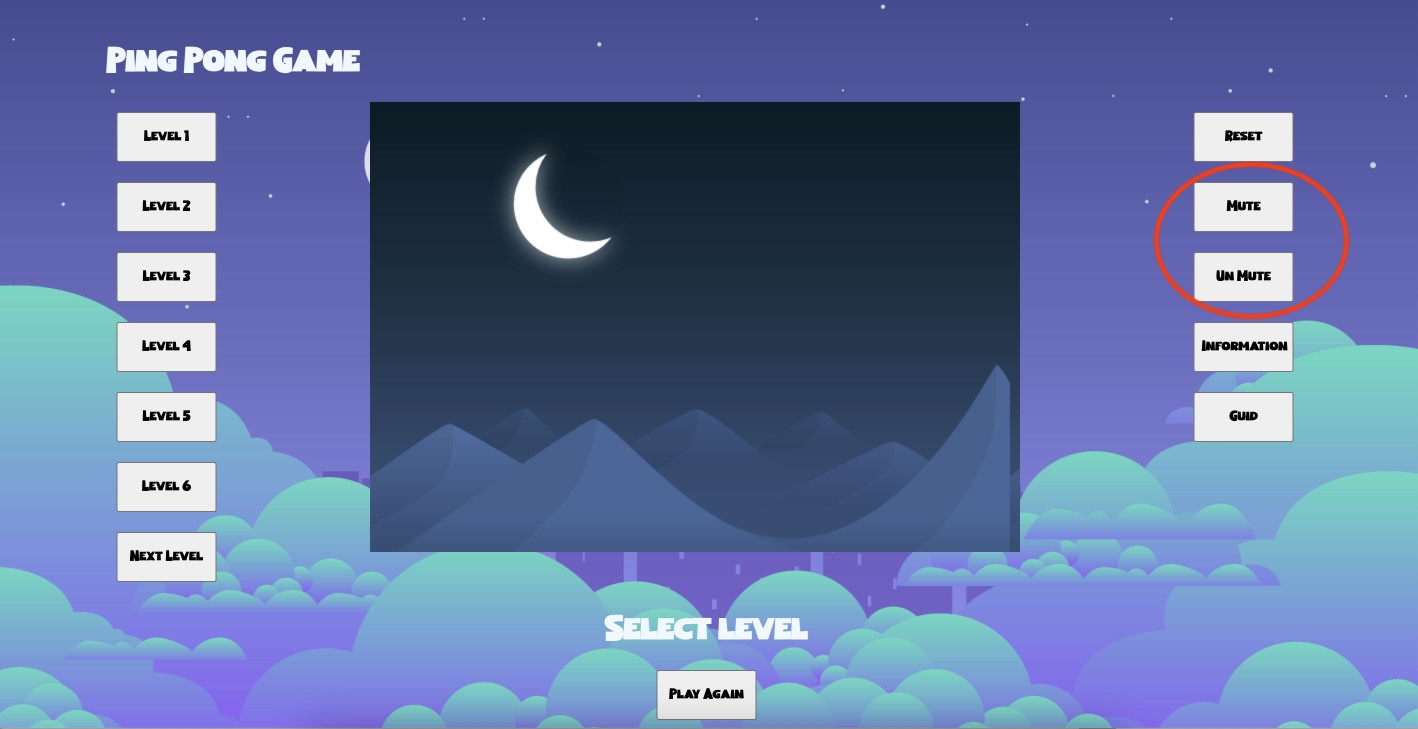 Ping Pong Game
Level 1
Level 2
Level 3
Level 4
Level 5
Level 6
Next Level
Reset
Mute
Un Mute
Information
Guid
Select level
Play Again